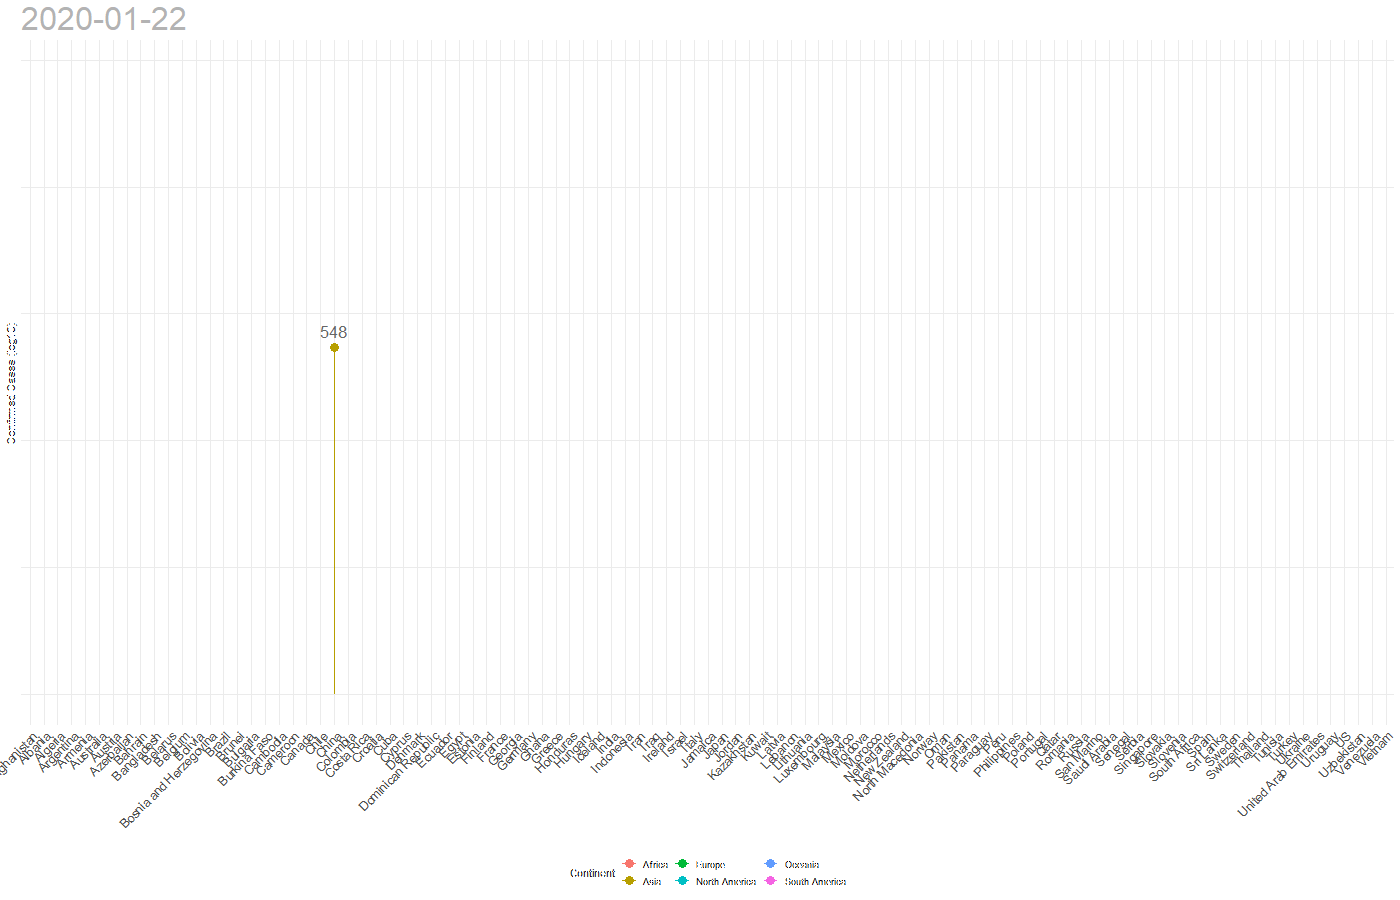 2020-01-22
Confirmed Cases (log10)
548
Albania
Algeria
Argentina
Armenia
Australia
Austria
Azerbaijan
Bahrain
Bangladesh
Belarus
Belgium
Bolivia
Bosnia and Herzegovina
Brazil
Brunei
Bulgaria
Burkina Faso
Cambodia
Cameroon
Canada
Chile
China
Colombia
Costa Rica
Croatia
Cuba
Cyprus
Denmark
Dominican Republic
Ecuador
Egypt
Estonia
Finland
France
Georgia
Germany
Ghana
Greece
Honduras
Hungary
Iceland
India
Indonesia
Iran
Iraq
Ireland
Israel
Italy
Jamaica
Japan
Jordan
Kazakhstan
Kuwait
Latvia
Lebanon
Lithuania
Luxembourg
Malaysia
Mexico
Moldova
Morocco
Netherlands
New Zealand
North Macedonia
Norway
Oman
Pakistan
Panama
Paraguay
Peru
Philippines
Poland
Portugal
Qatar
Romania
Russia
San Marino
Saudi Arabia
Senegal
Serbia
Singapore
Slovakia
Slovenia
South Africa
Spain
Sri Lanka
Sweden
Switzerland
Thailand
Tunisia
Turkey
Ukraine
United Arab Emirates
Uruguay
US
Uzbekistan
Venezuela
Vietnam
Continent
Africa
Europe
Oceania
Asia
North America
South America